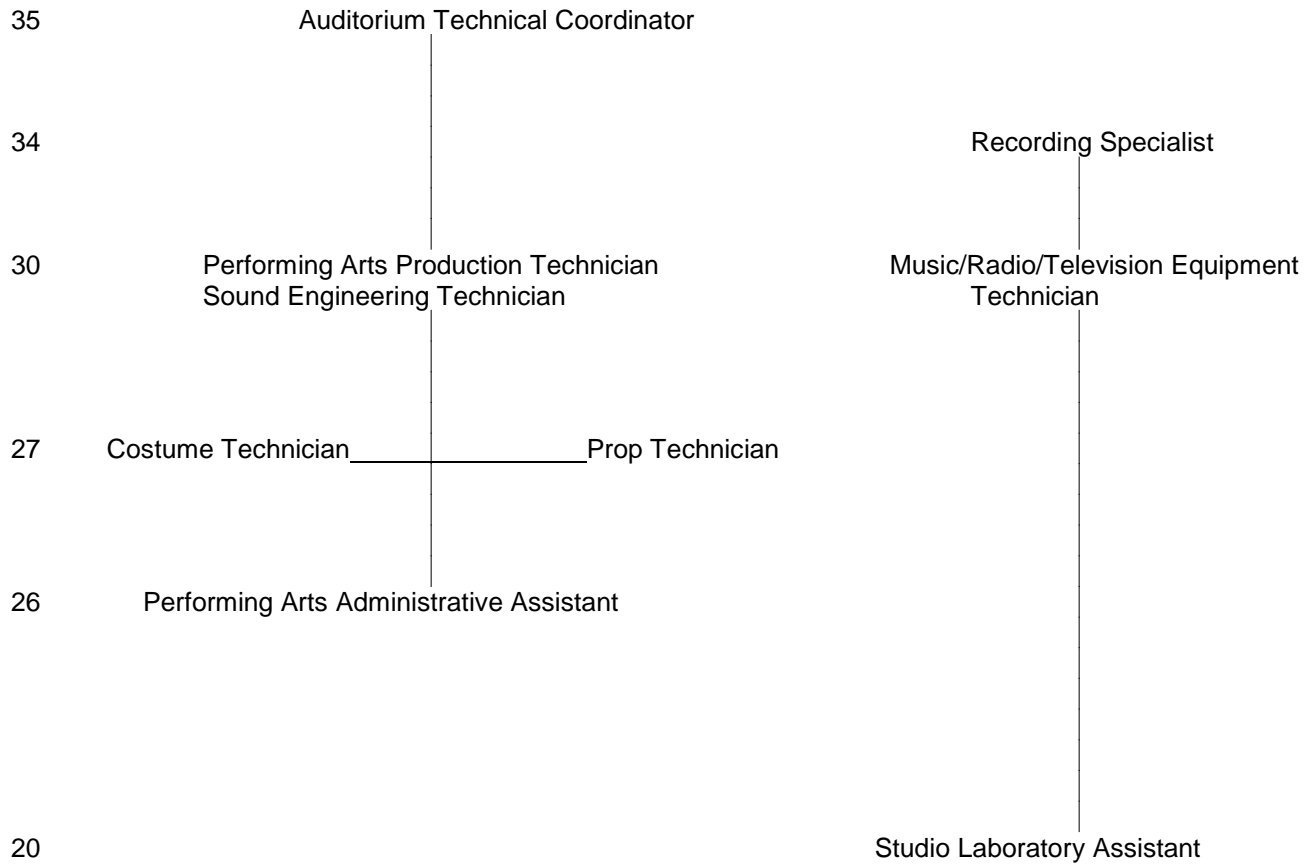 35 Auditorium Technical Coordinator
34 Recording Specialist
30 Performing Arts Production Technician Music/Radio/Television Equipment
Sound Engineering Technician Technician
27 Costume Technician Prop Technician
26 Performing Arts Administrative Assistant
20 Studio Laboratory Assistant